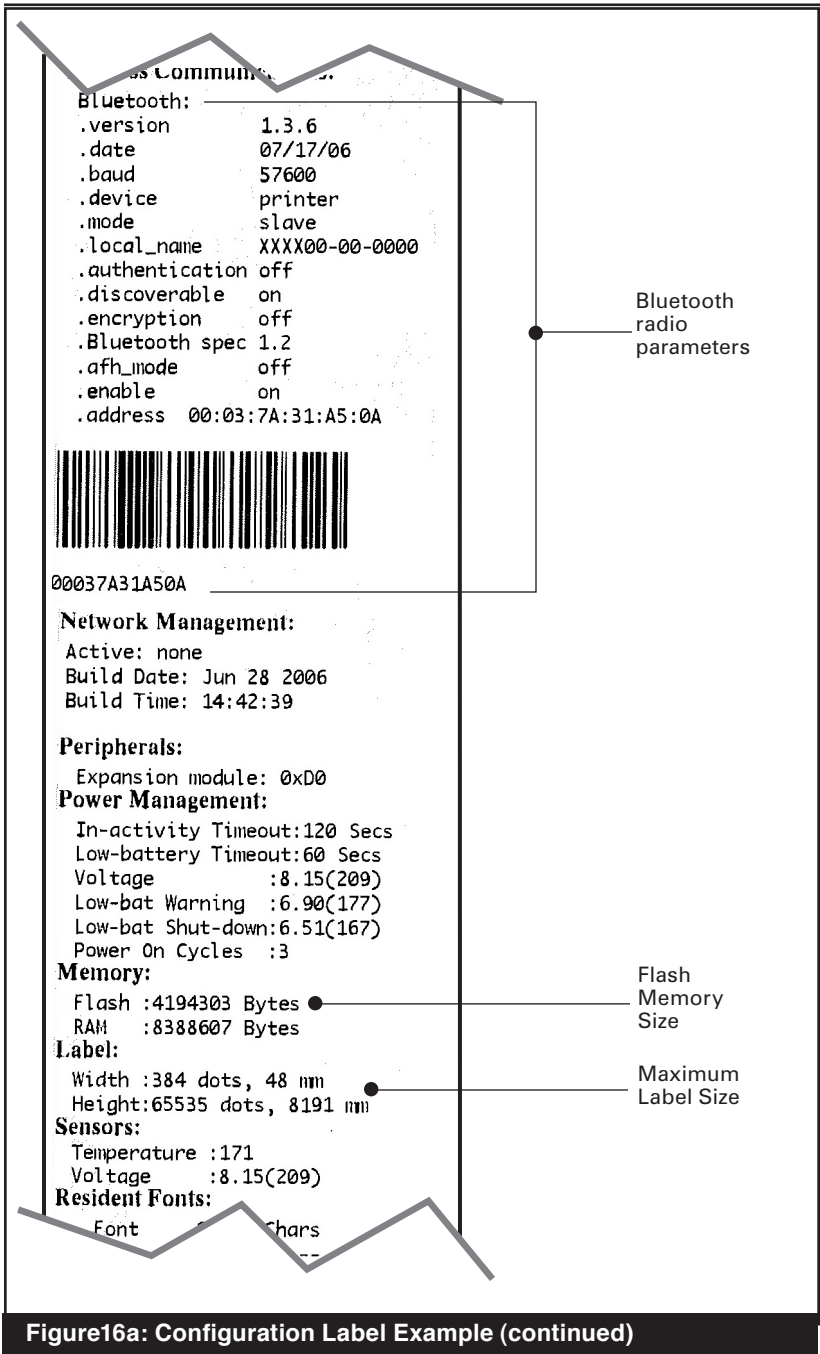 Bluetooth:
.version 1.3.6
.date 07/17/06
.baud 57600
.device printer
.mode slave
.local_name XXXX00-00-0000
.authentication off
.discoverable on
.encryption off
.Bluetooth spec 1.2
.afh_mode off
.enable on
.address 00:03:7A:31:A5:0A
00037A31A50A
Bluetooth
radio
parameters
Network Management:
Active: none
Build Date: Jun 28 2006
Build Time: 14:42:39
Peripherals:
Expansion module: 0xD0
Power Management:
In-activity Timeout:120 Secs
Low-battery Timeout:60 Secs
Voltage :8.15(209)
Low-bat Warning :6.90(177)
Low-bat Shut-down:6.51(167)
Power On Cycles :3
Memory:
Flash :4194303 Bytes
RAM :8388607 Bytes
Flash
Memory
Size
Label:
Width :384 dots, 48 mm
Height:65535 dots, 8191 mm
Maximum
Label Size
Sensors:
Temperature :171
Voltage :8.15(209)
Resident Fonts:
Font Chars
Figure16a: Configuration Label Example (continued)